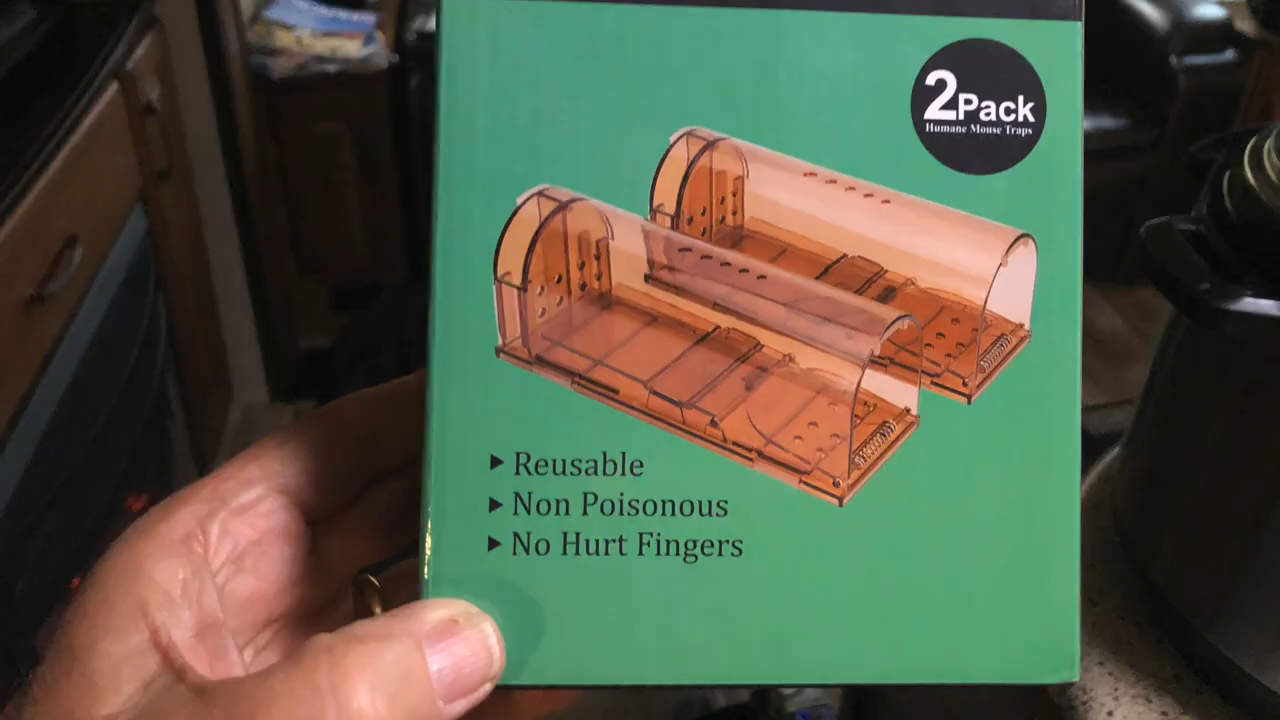 2Pack
Humane Mouse Traps
Reusable
Non Poisonous
No Hurt Fingers